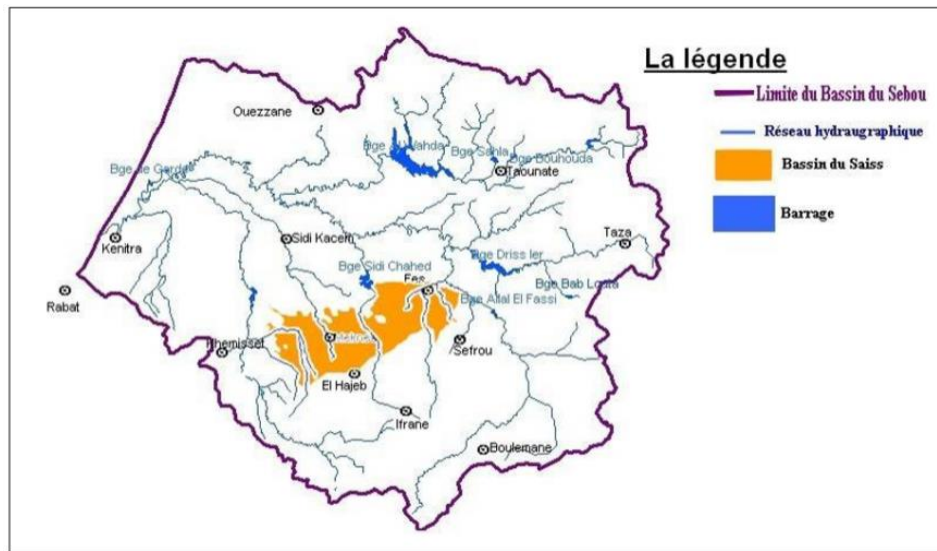 La légende
Limite du Bassin du Sebou
Réseau hydraugraphique
Bassin du Saiss
Barrage
Ouezzane
Bge Al Wahda
Bge Sahla
Bge Bouhouda
Taounate
Bge de Garde
Kenitra
Sidi Kacem
Taza
Bge Driss Ier
Bge Sidi Chahed
Fes
Bge Bab Louta
Bge Allal El Fassi
Rabat
Khemisset
Sefrou
El Hajeb
Ifrane
Boulemane